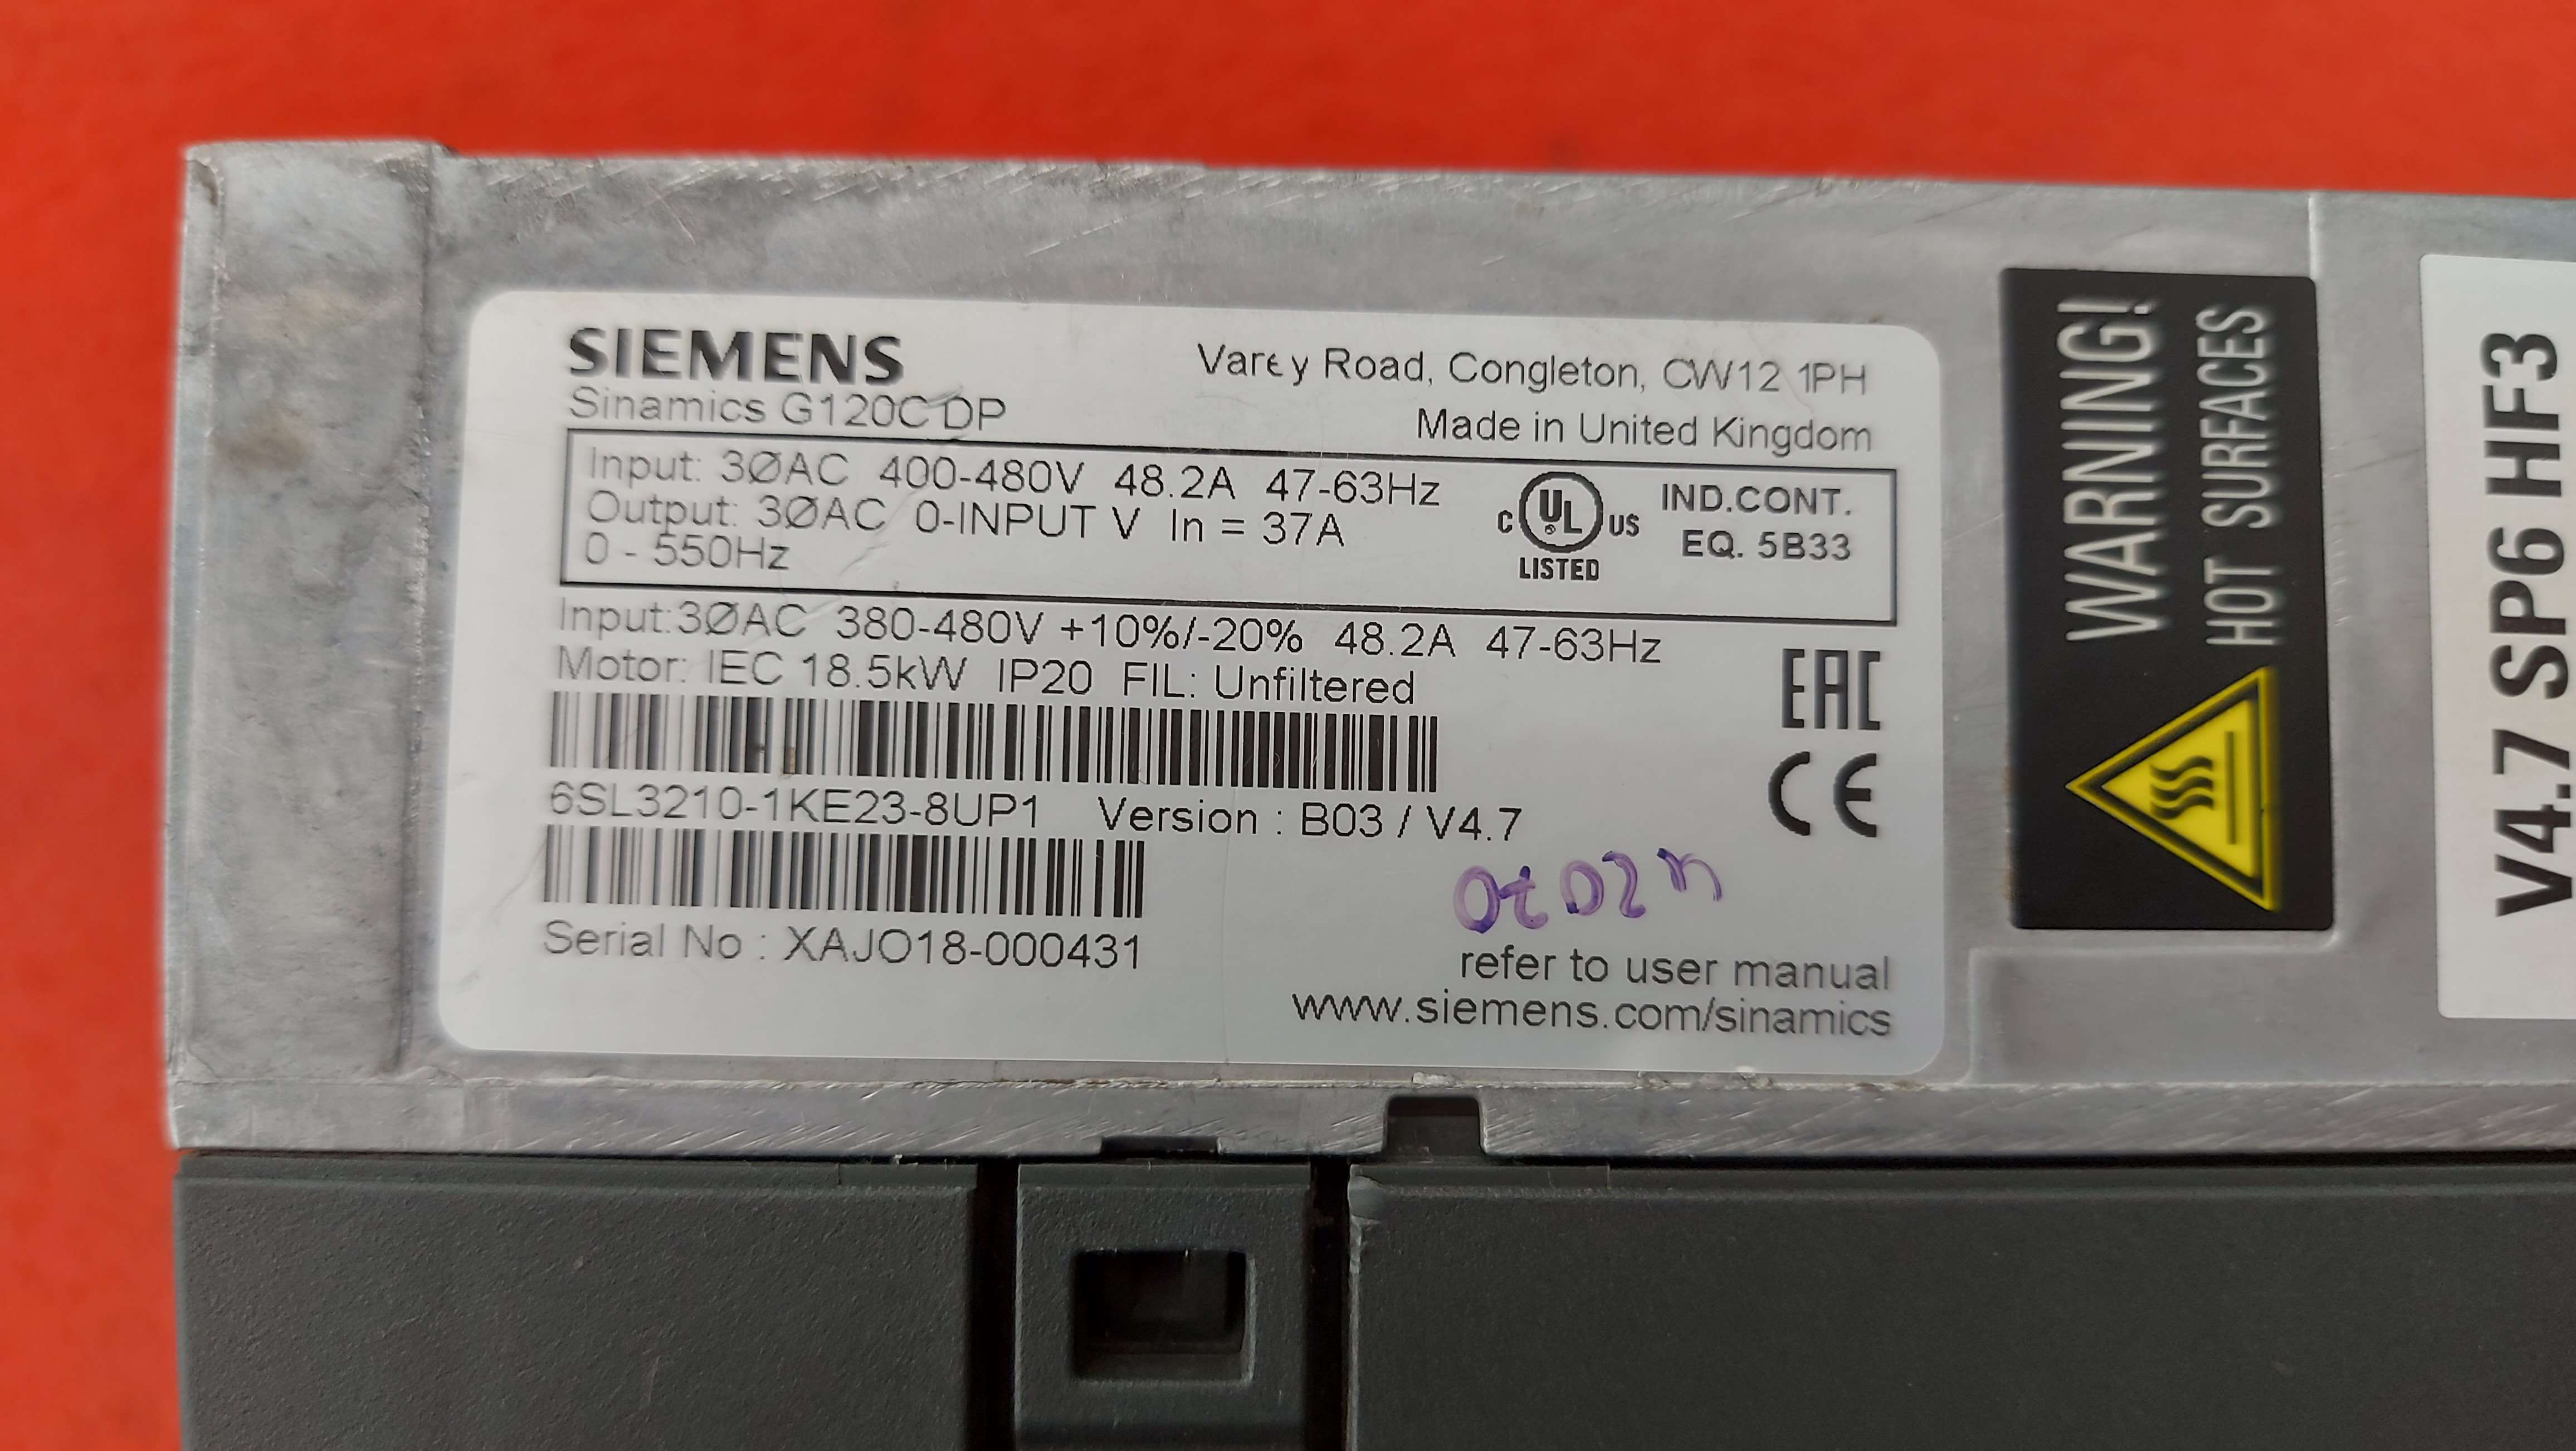 SIEMENS
Sinamics G120C DP
Varey Road, Congleton, CW12 1PH
Made in United Kingdom
Input: 3ØAC 400-480V 48.2A 47-63Hz
Output: 3ØAC 0-INPUT V In = 37A
0 - 550Hz
C UL US
LISTED
IND.CONT.
EQ. 5B33
Input:3ØAC 380-480V +10%/-20% 48.2A 47-63Hz
Motor: IEC 18.5kW IP20 FIL: Unfiltered
EAC
CE
6SL3210-1KE23-8UP1 Version : B03 / V4.7
Serial No : XAJO18-000431
refer to user manual
www.siemens.com/sinamics
WARNING!
HOT SURFACES
V4.7 SP6 HF3